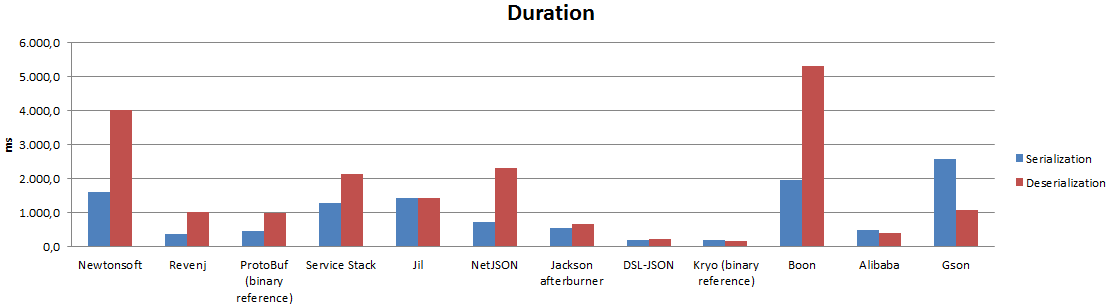 Duration
6.000,0
5.000,0
4.000,0
3.000,0
2.000,0
1.000,0
0,0
ms
Newtonsoft
Revenj
ProtoBuf
(binary
reference)
Service Stack
Jil
NetJSON
Jackson
afterburner
DSL-JSON
Kryo (binary
reference)
Boon
Alibaba
Gson
Serialization
Deserialization